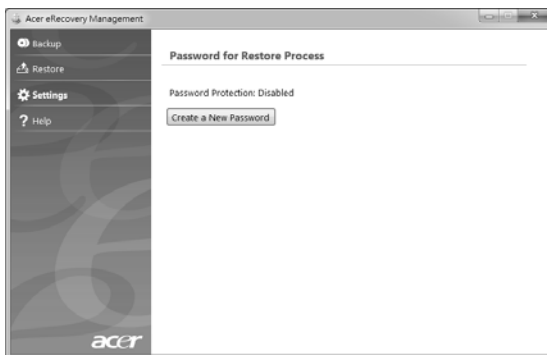 Acer eRecovery Management
Backup
Restore
Settings
? Help
Password for Restore Process
Password Protection: Disabled
Create a New Password
acer